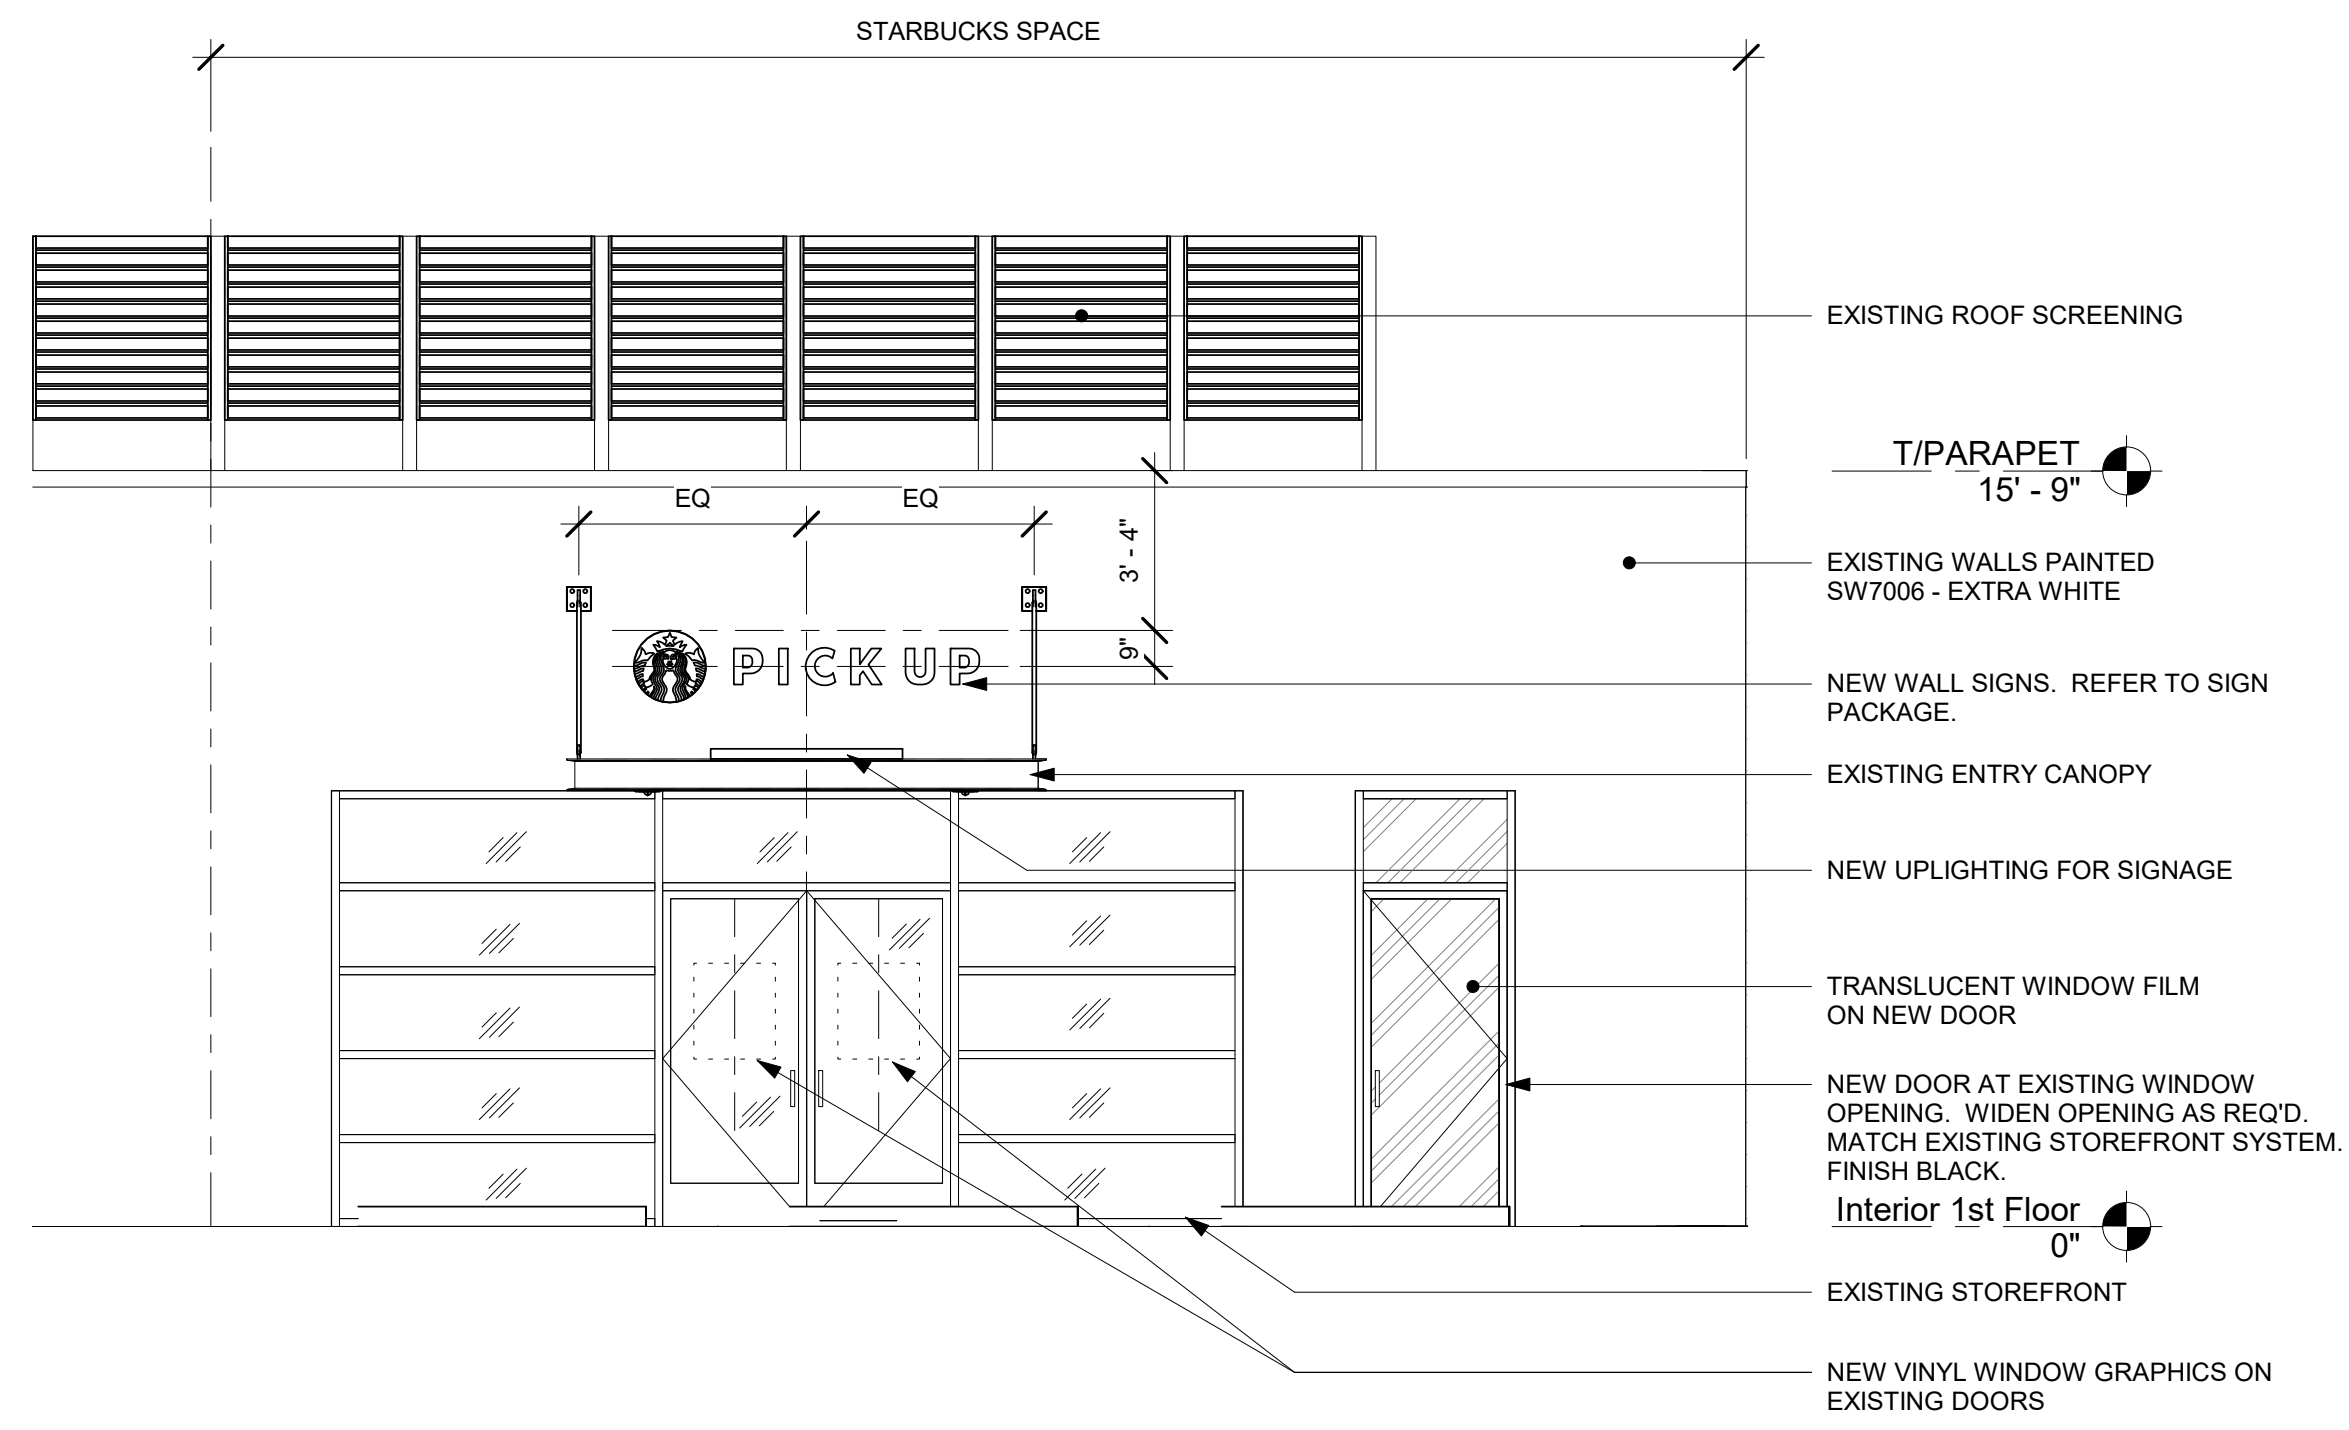 STARBUCKS SPACE
EXISTING ROOF SCREENING
T/PARAPET
15' - 9"
EQ
EQ
3' - 4"
EXISTING WALLS PAINTED
SW7006 - EXTRA WHITE
9"
PICK UP
NEW WALL SIGNS.  REFER TO SIGN
PACKAGE.
EXISTING ENTRY CANOPY
NEW UPLIGHTING FOR SIGNAGE
TRANSLUCENT WINDOW FILM
ON NEW DOOR
NEW DOOR AT EXISTING WINDOW
OPENING.  WIDEN OPENING AS REQ'D.
MATCH EXISTING STOREFRONT SYSTEM.
FINISH BLACK.
Interior 1st Floor
0"
EXISTING STOREFRONT
NEW VINYL WINDOW GRAPHICS ON
EXISTING DOORS